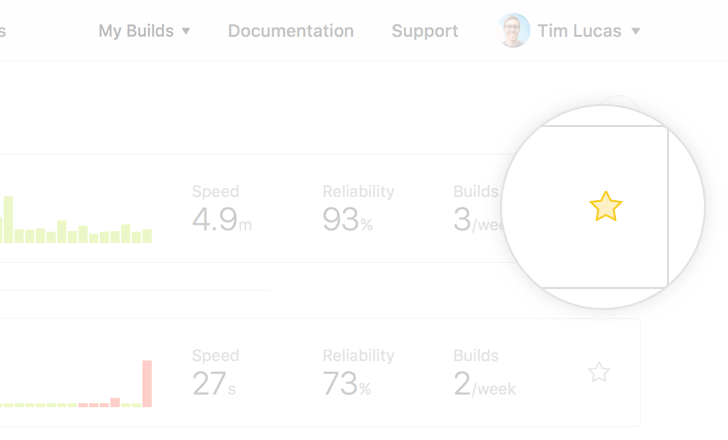 s My Builds Documentation Support Tim Lucas
Speed Reliability Builds
4.9m 93% 3/we
Speed Reliability Builds
27s 73% 2/week